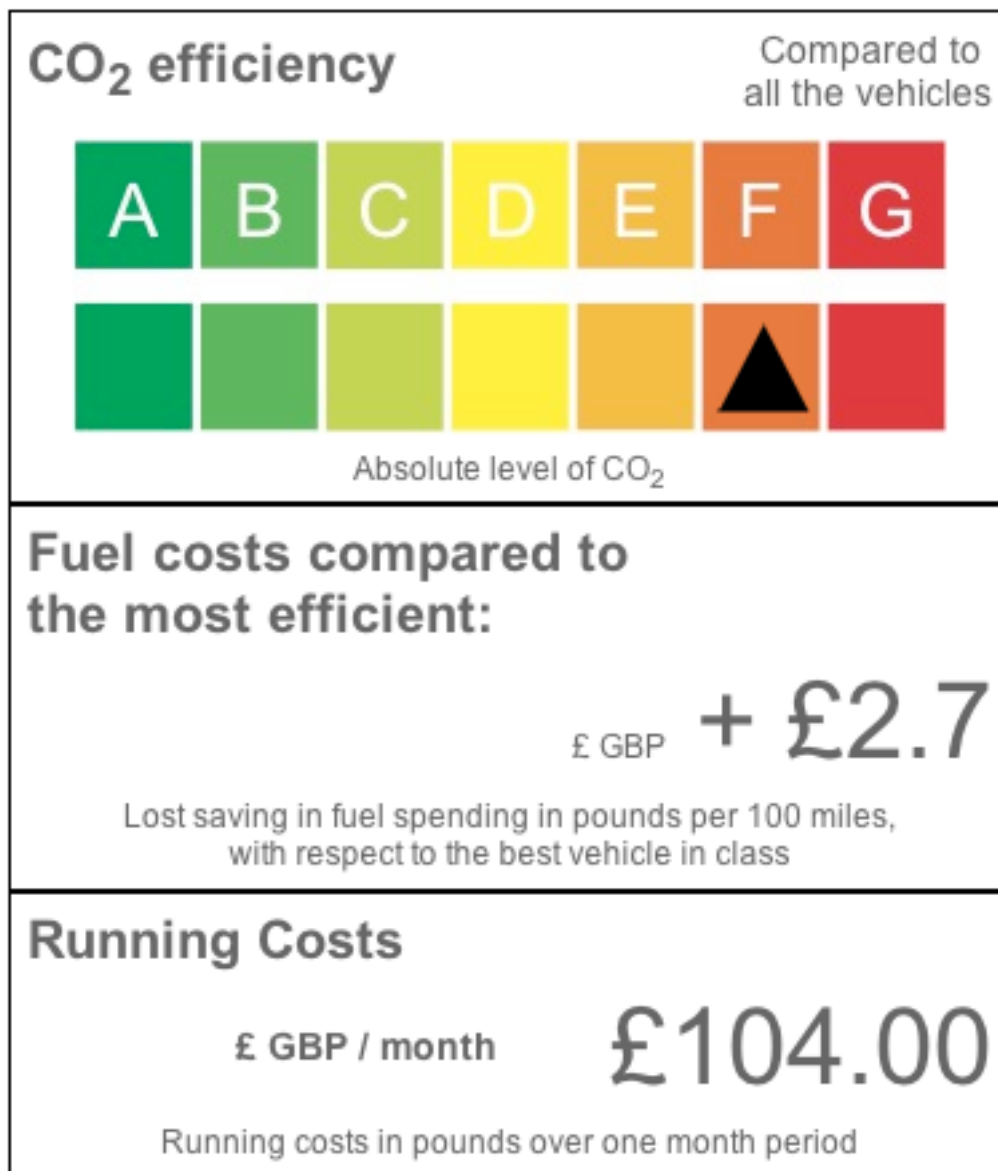 CO₂ efficiency
Compared to
all the vehicles
A B C D E F G
Absolute level of CO₂
Fuel costs compared to
the most efficient:
£ GBP + £2.7
Lost saving in fuel spending in pounds per 100 miles,
with respect to the best vehicle in class
Running Costs
£ GBP / month £104.00
Running costs in pounds over one month period